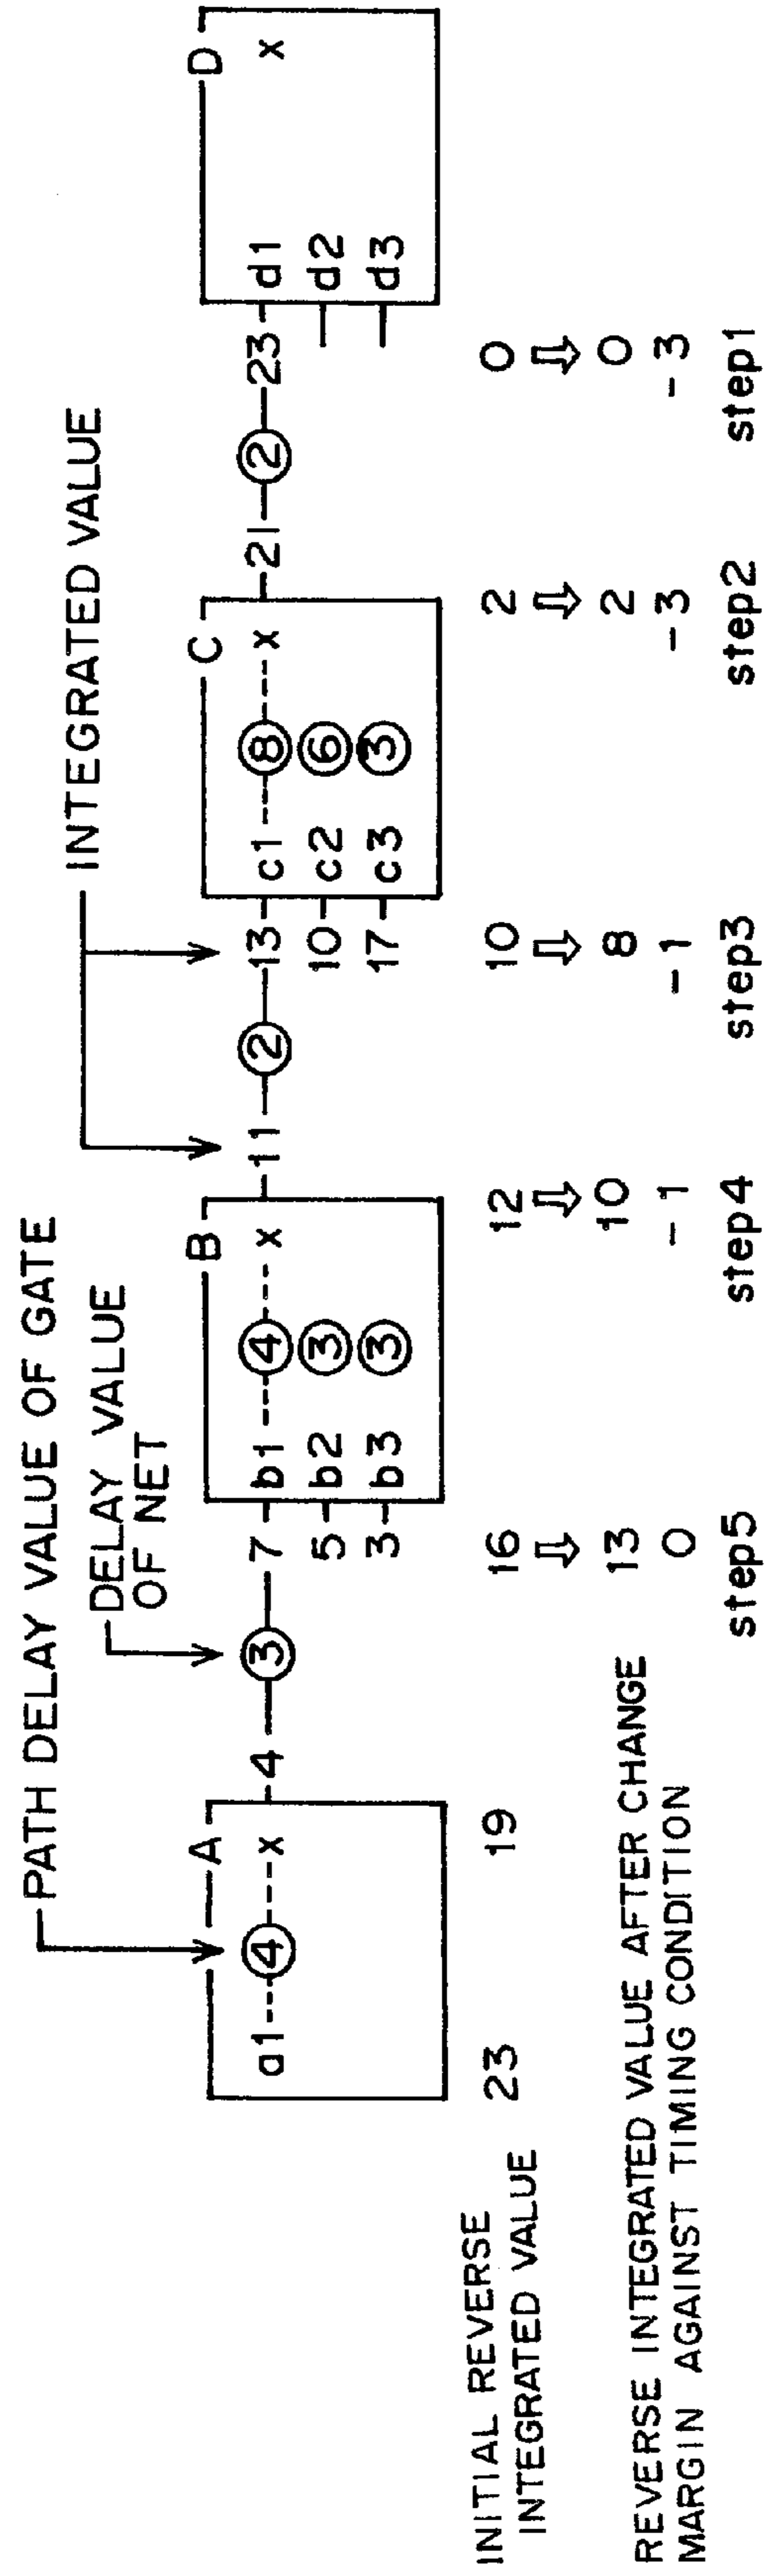 PATH DELAY VALUE OF GATE
DELAY VALUE
OF NET
INTEGRATED VALUE
A B C D
a1 4 x 4 3 7 b1 4 x 11 2 13 c1 8 x 21 2 23 d1 x
5 b2 3 10 c2 6 d2
3 b3 3 17 c3 3 d3
INITIAL REVERSE
INTEGRATED VALUE
23 19 16 12 10 2 0
REVERSE INTEGRATED VALUE AFTER CHANGE
13 10 8 2 0
MARGIN AGAINST TIMING CONDITION
0 -1 -1 -3 -3
step5 step4 step3 step2 step1